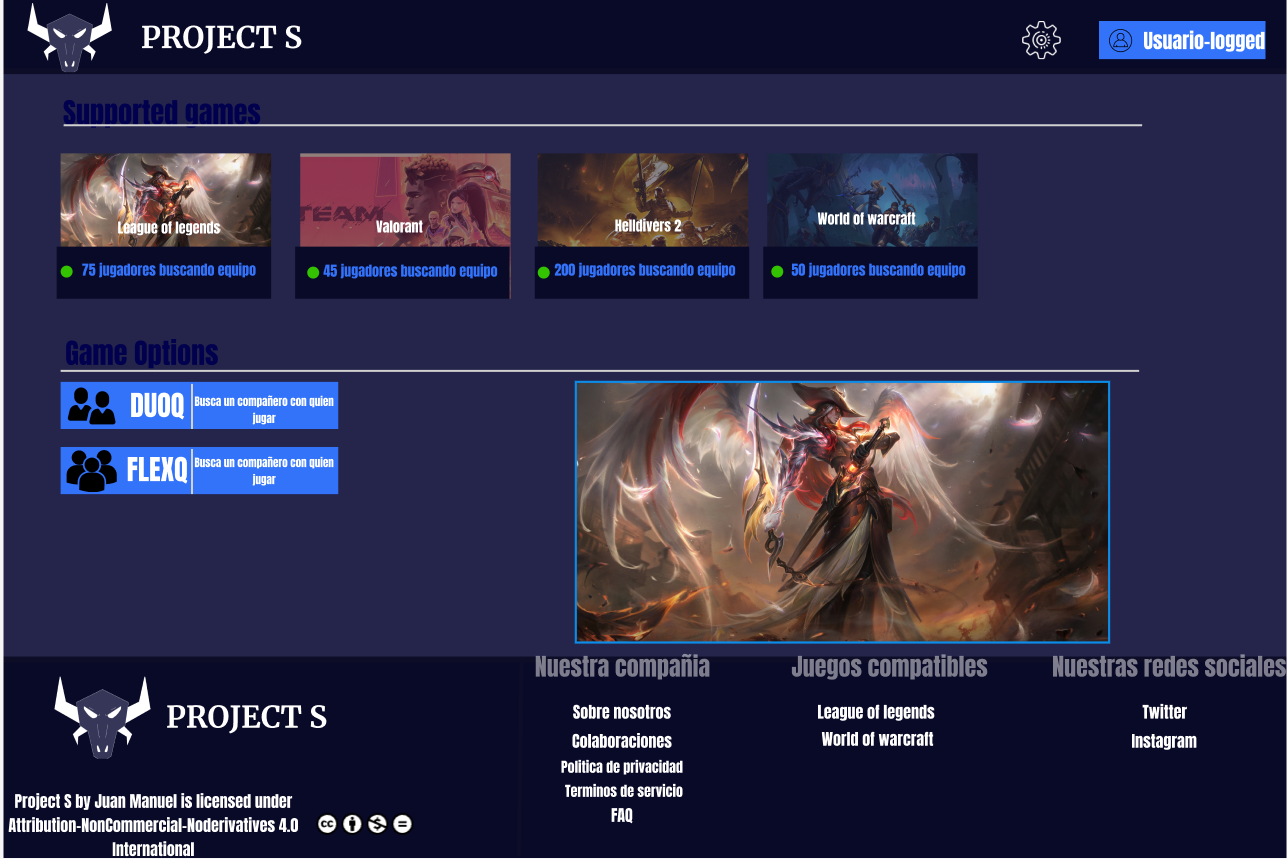 PROJECT S
Usuario-logged
Supported games
TEAM
League of legends
Valorant
Helldivers 2
World of warcraft
75 jugadores buscando equipo
45 jugadores buscando equipo
200 jugadores buscando equipo
50 jugadores buscando equipo
Game Options
DUOQ
Busca un compañero con quien
jugar
FLEXQ
Busca un compañero con quien
jugar
PROJECT S
Project S by Juan Manuel is licensed under
Attribution-NonCommercial-Noderivatives 4.0
International
cc
Nuestra compañia
Sobre nosotros
Colaboraciones
Politica de privacidad
Terminos de servicio
FAQ
Juegos compatibles
League of legends
World of warcraft
Nuestras redes sociales
Twitter
Instagram